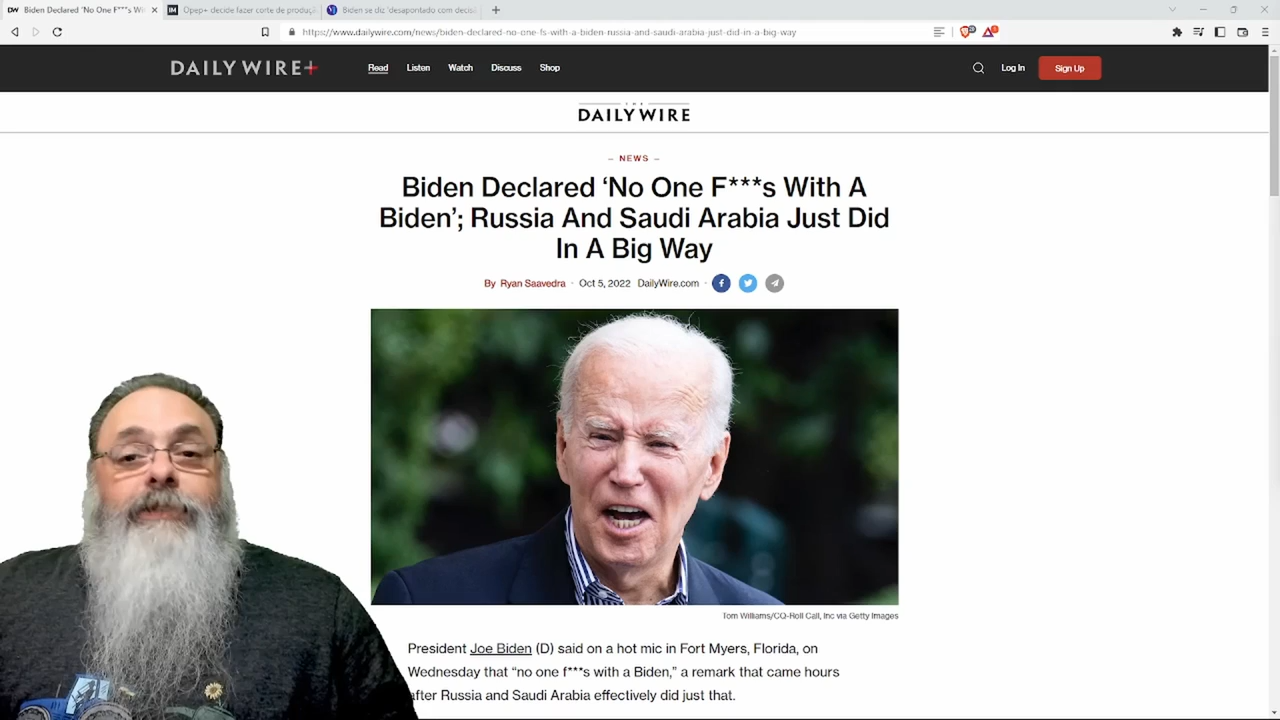 DW Biden Declared 'No One F***s Wi
Opep+ decide fazer corte de produç
Biden se diz 'desapontado com decis
https://www.dailywire.com/news/biden-declared-no-one-fs-with-a-biden-russia-and-saudi-arabia-just-did-in-a-big-way
DAILY WIRE+
Read
Listen
Watch
Discuss
Shop
Log In
Sign Up
DAILY WIRE
– NEWS –
Biden Declared ‘No One F***s With A
Biden’; Russia And Saudi Arabia Just Did
In A Big Way
By Ryan Saavedra · Oct 5, 2022 DailyWire.com ·
Tom Williams/CQ-Roll Call, Inc via Getty Images
President Joe Biden (D) said on a hot mic in Fort Myers, Florida, on
Wednesday that “no one f***s with a Biden,” a remark that came hours
after Russia and Saudi Arabia effectively did just that.